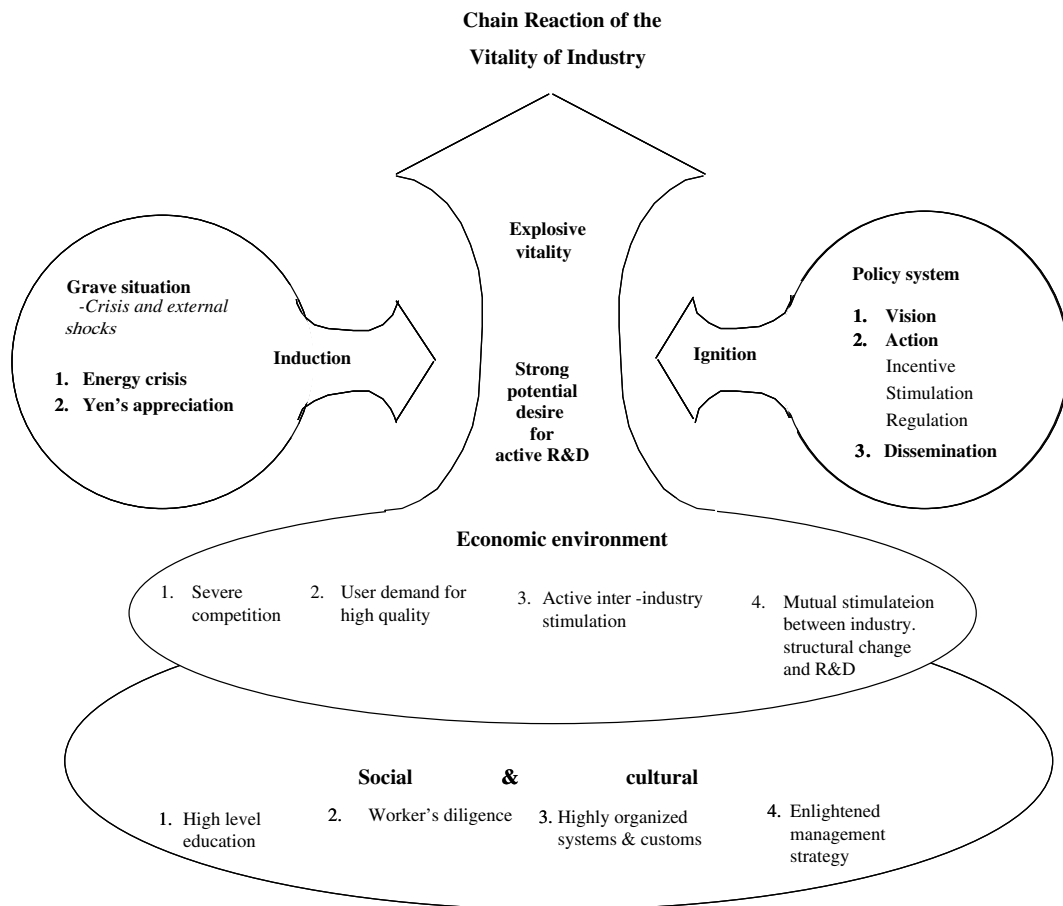 Chain Reaction of the
Vitality of Industry
Explosive
vitality
Grave situation
-Crisis and external
shocks
1. Energy crisis
2. Yen's appreciation
Induction
Strong
potential
desire
for
active R&D
Ignition
Policy system
1. Vision
2. Action
Incentive
Stimulation
Regulation
3. Dissemination
Economic environment
1. Severe
competition
2. User demand for
high quality
3. Active inter -industry
stimulation
4. Mutual stimulateion
between industry.
structural change
and R&D
Social & cultural
1. High level
education
2. Worker's diligence
3. Highly organized
systems & customs
4. Enlightened
management
strategy